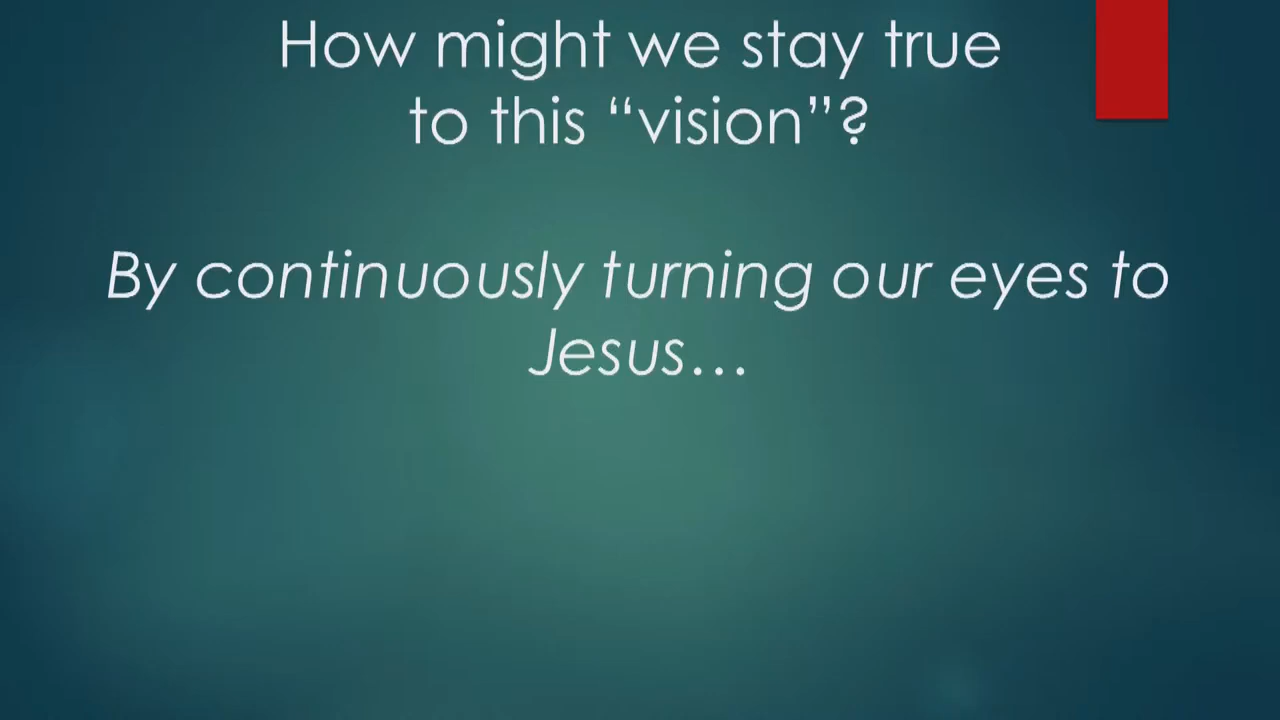 How might we stay true
to this “vision”?
By continuously turning our eyes to
Jesus…